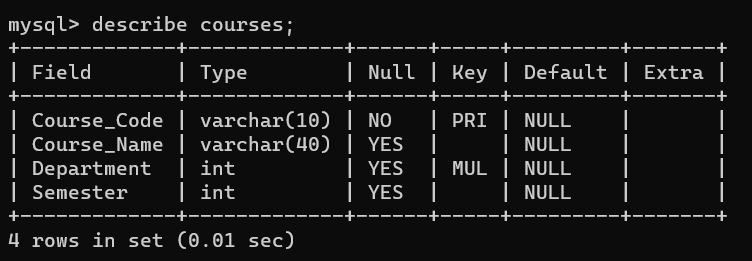 mysql> describe courses;
+-------------+-------------+------+-----+---------+-------+
| Field       | Type        | Null | Key | Default | Extra |
+-------------+-------------+------+-----+---------+-------+
| Course_Code | varchar(10) | NO   | PRI | NULL    |       |
| Course_Name | varchar(40) | YES  |     | NULL    |       |
| Department  | int         | YES  | MUL | NULL    |       |
| Semester    | int         | YES  |     | NULL    |       |
+-------------+-------------+------+-----+---------+-------+
4 rows in set (0.01 sec)